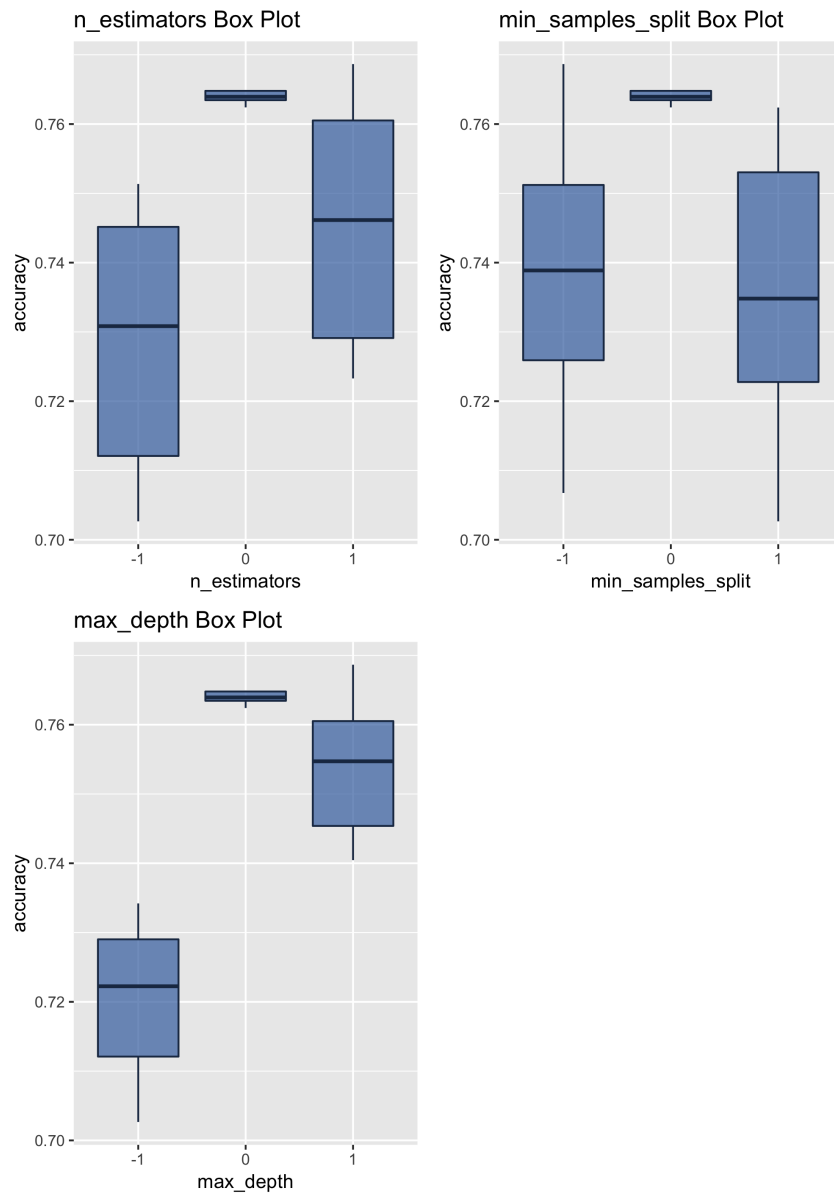 n_estimators Box Plot
0.76
0.74
0.72
0.70
accuracy
-1 0 1
n_estimators
min_samples_split Box Plot
0.76
0.74
0.72
0.70
accuracy
-1 0 1
min_samples_split
max_depth Box Plot
0.76
0.74
0.72
0.70
accuracy
-1 0 1
max_depth